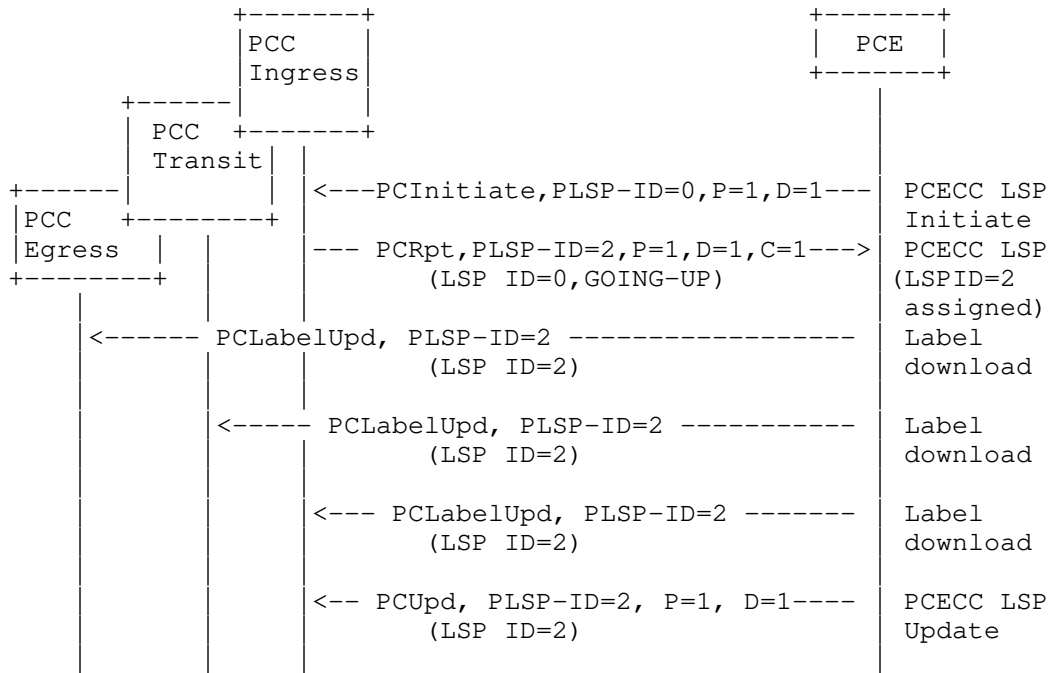 +-------+                              +-------+
|PCC    |                              |  PCE  |
|Ingress|                              +-------+
+------|       |                                  |
| PCC  +-------+                                  |
| Transit| |                                      |
+------|        | |<---PCInitiate,PLSP-ID=0,P=1,D=1---| PCECC LSP
|PCC   +--------+ |                                   | Initiate
|Egress  |   |    |--- PCRpt,PLSP-ID=2,P=1,D=1,C=1--->| PCECC LSP
+--------+   |    |       (LSP ID=0,GOING-UP)         |(LSPID=2
|       |    |                                   | assigned)
|<------ PCLabelUpd, PLSP-ID=2 ------------------ | Label
|       |    |       (LSP ID=2)                  | download
|       |    |                                   |
|       |<----- PCLabelUpd, PLSP-ID=2 ----------- | Label
|       |    |       (LSP ID=2)                  | download
|       |    |                                   |
|       |    |<--- PCLabelUpd, PLSP-ID=2 ------- | Label
|       |    |       (LSP ID=2)                  | download
|       |    |                                   |
|       |    |<-- PCUpd, PLSP-ID=2, P=1, D=1---- | PCECC LSP
|       |    |       (LSP ID=2)                  | Update
|       |    |                                   |